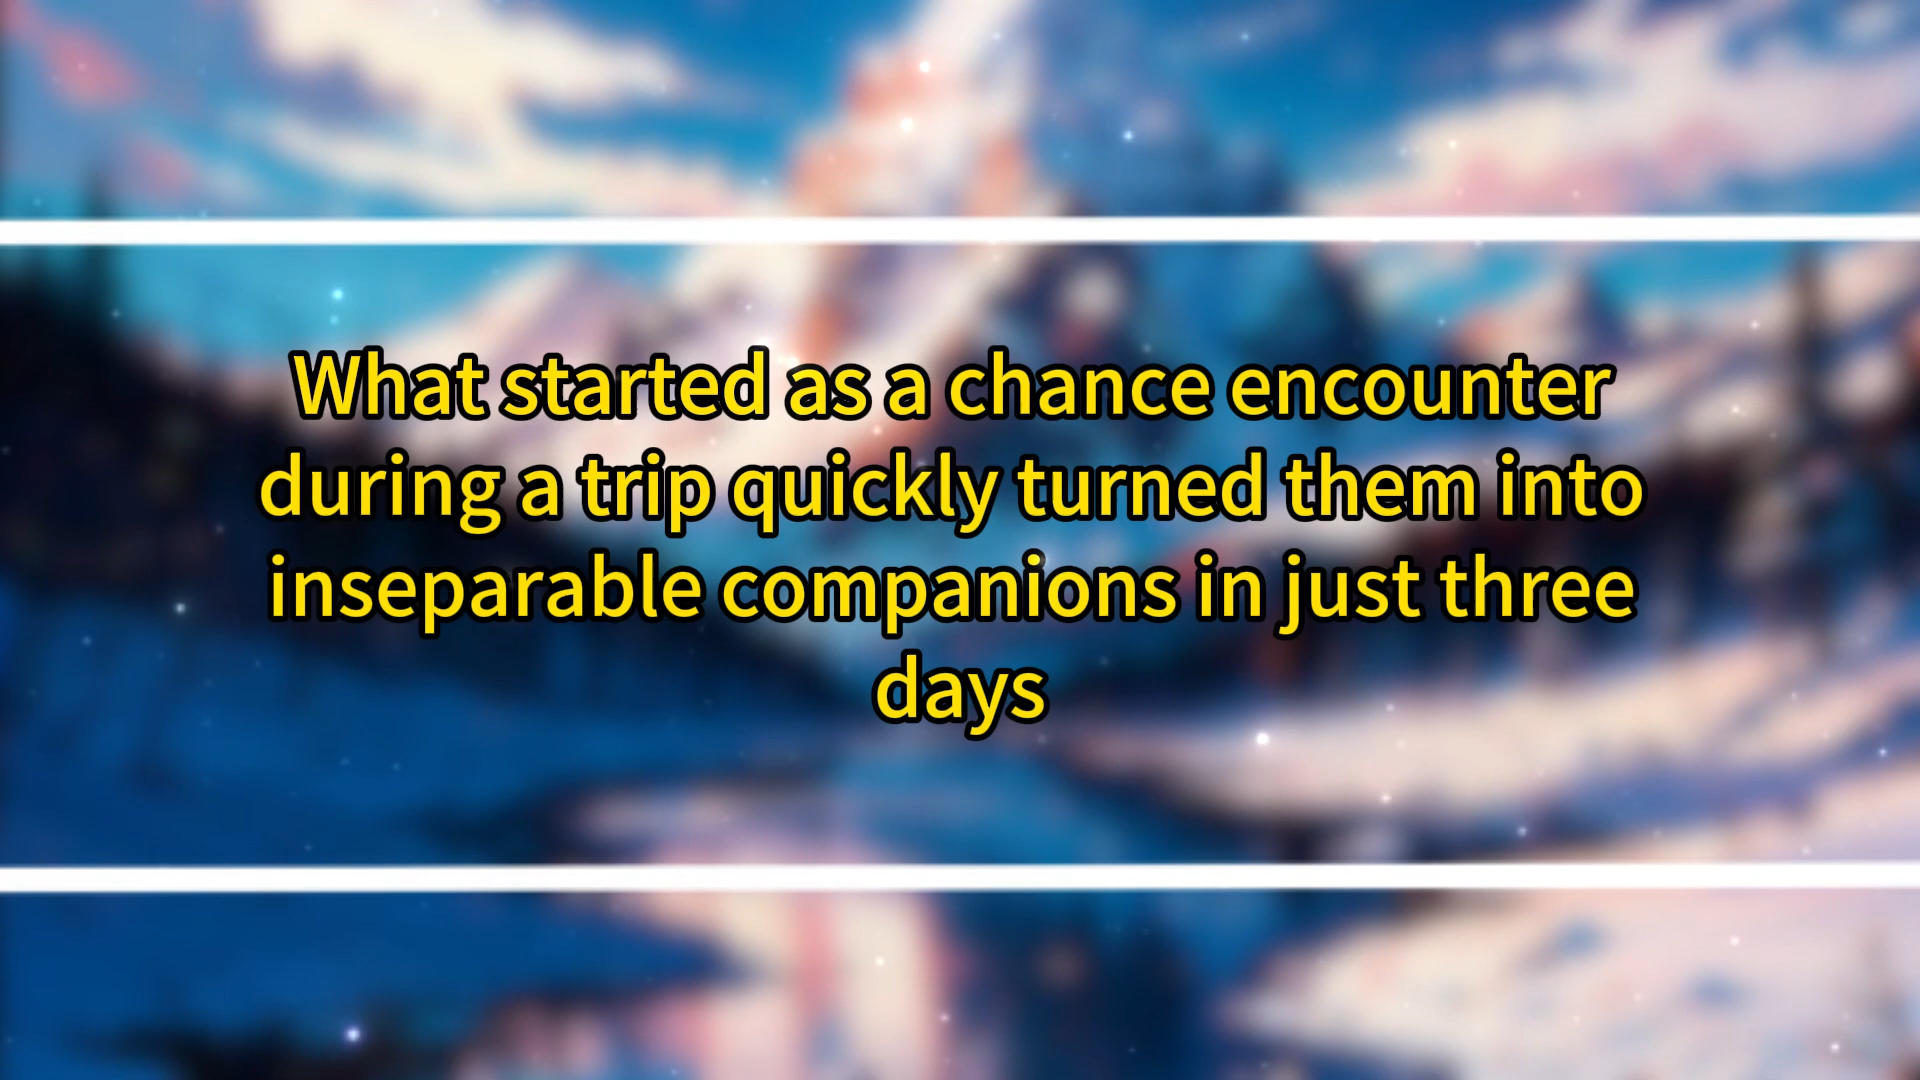 What started as a chance encounter
during a trip quickly turned them into
inseparable companions in just three
days